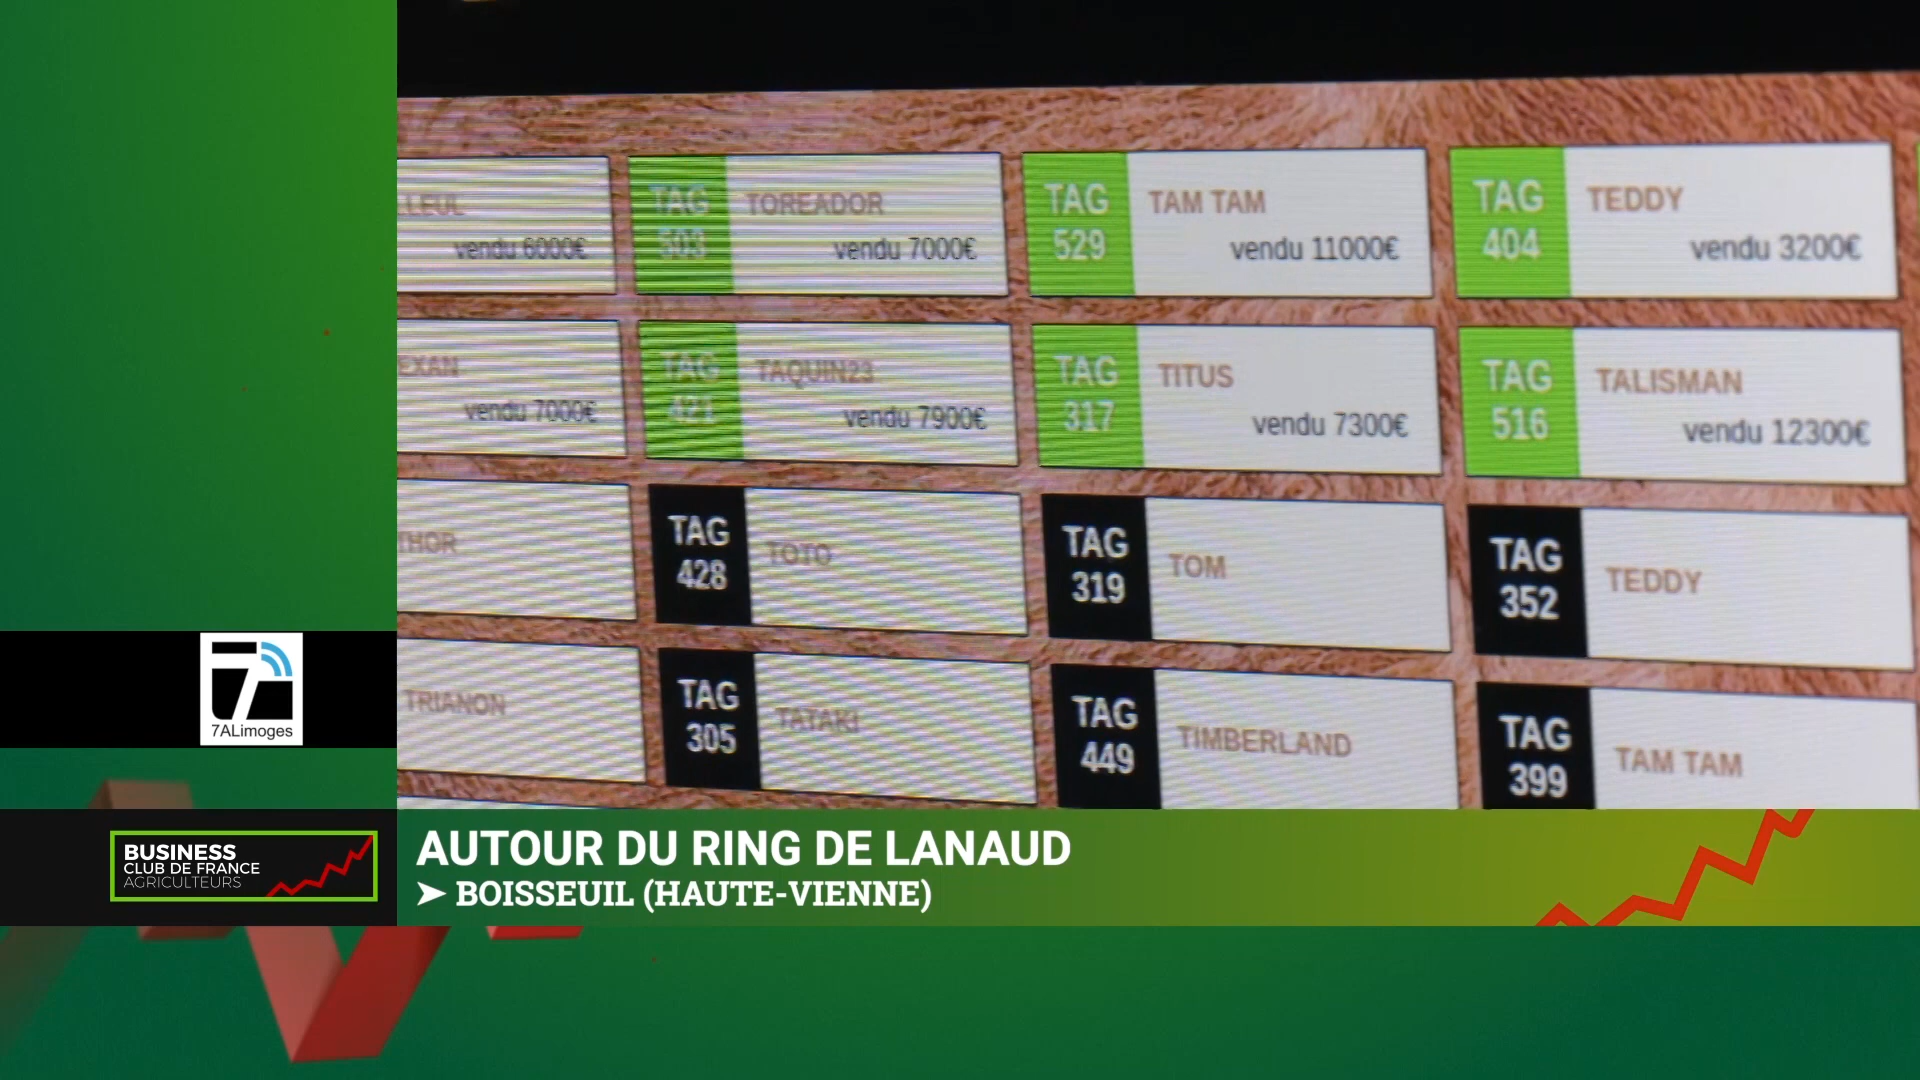 LEUL
vendu 6000€
TAG
503
TOREADOR
vendu 7000€
TAG
529
TAM TAM
vendu 11000€
TAG
404
TEDDY
vendu 3200€
EXAN
vendu 7000€
TAG
421
TAQUIN23
vendu 7900€
TAG
317
TITUS
vendu 7300€
TAG
516
TALISMAN
vendu 12300€
THOR
TAG
428
TOTO
TAG
319
TOM
TAG
352
TEDDY
TRIANON
TAG
305
TATAKI
TAG
449
TIMBERLAND
TAG
399
TAM TAM
7ALimoges
BUSINESS
CLUB DE FRANCE
AGRICULTEURS
AUTOUR DU RING DE LANAUD
➤ BOISSEUIL (HAUTE-VIENNE)